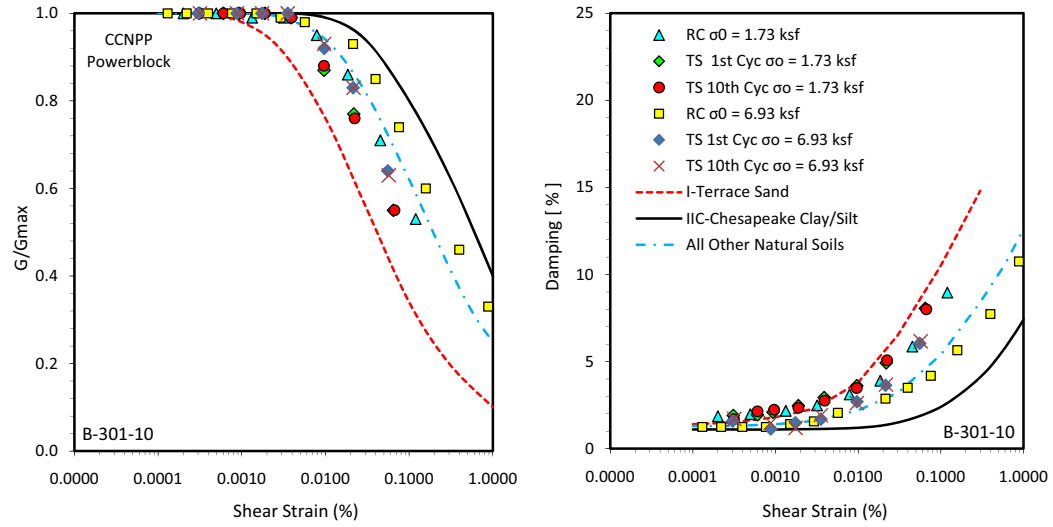 1.0
0.8
0.6
0.4
0.2
0.0
G/Gmax
CCNPP
Powerblock
B-301-10
0.0000
0.0001
0.0010
0.0100
0.1000
1.0000
Shear Strain (%)
25
20
15
10
5
0
Damping [ % ]
RC σ0 = 1.73 ksf
TS 1st Cyc σo = 1.73 ksf
TS 10th Cyc σo = 1.73 ksf
RC σ0 = 6.93 ksf
TS 1st Cyc σo = 6.93 ksf
TS 10th Cyc σo = 6.93 ksf
I-Terrace Sand
IIC-Chesapeake Clay/Silt
All Other Natural Soils
B-301-10
0.0000
0.0001
0.0010
0.0100
0.1000
1.0000
Shear Strain (%)